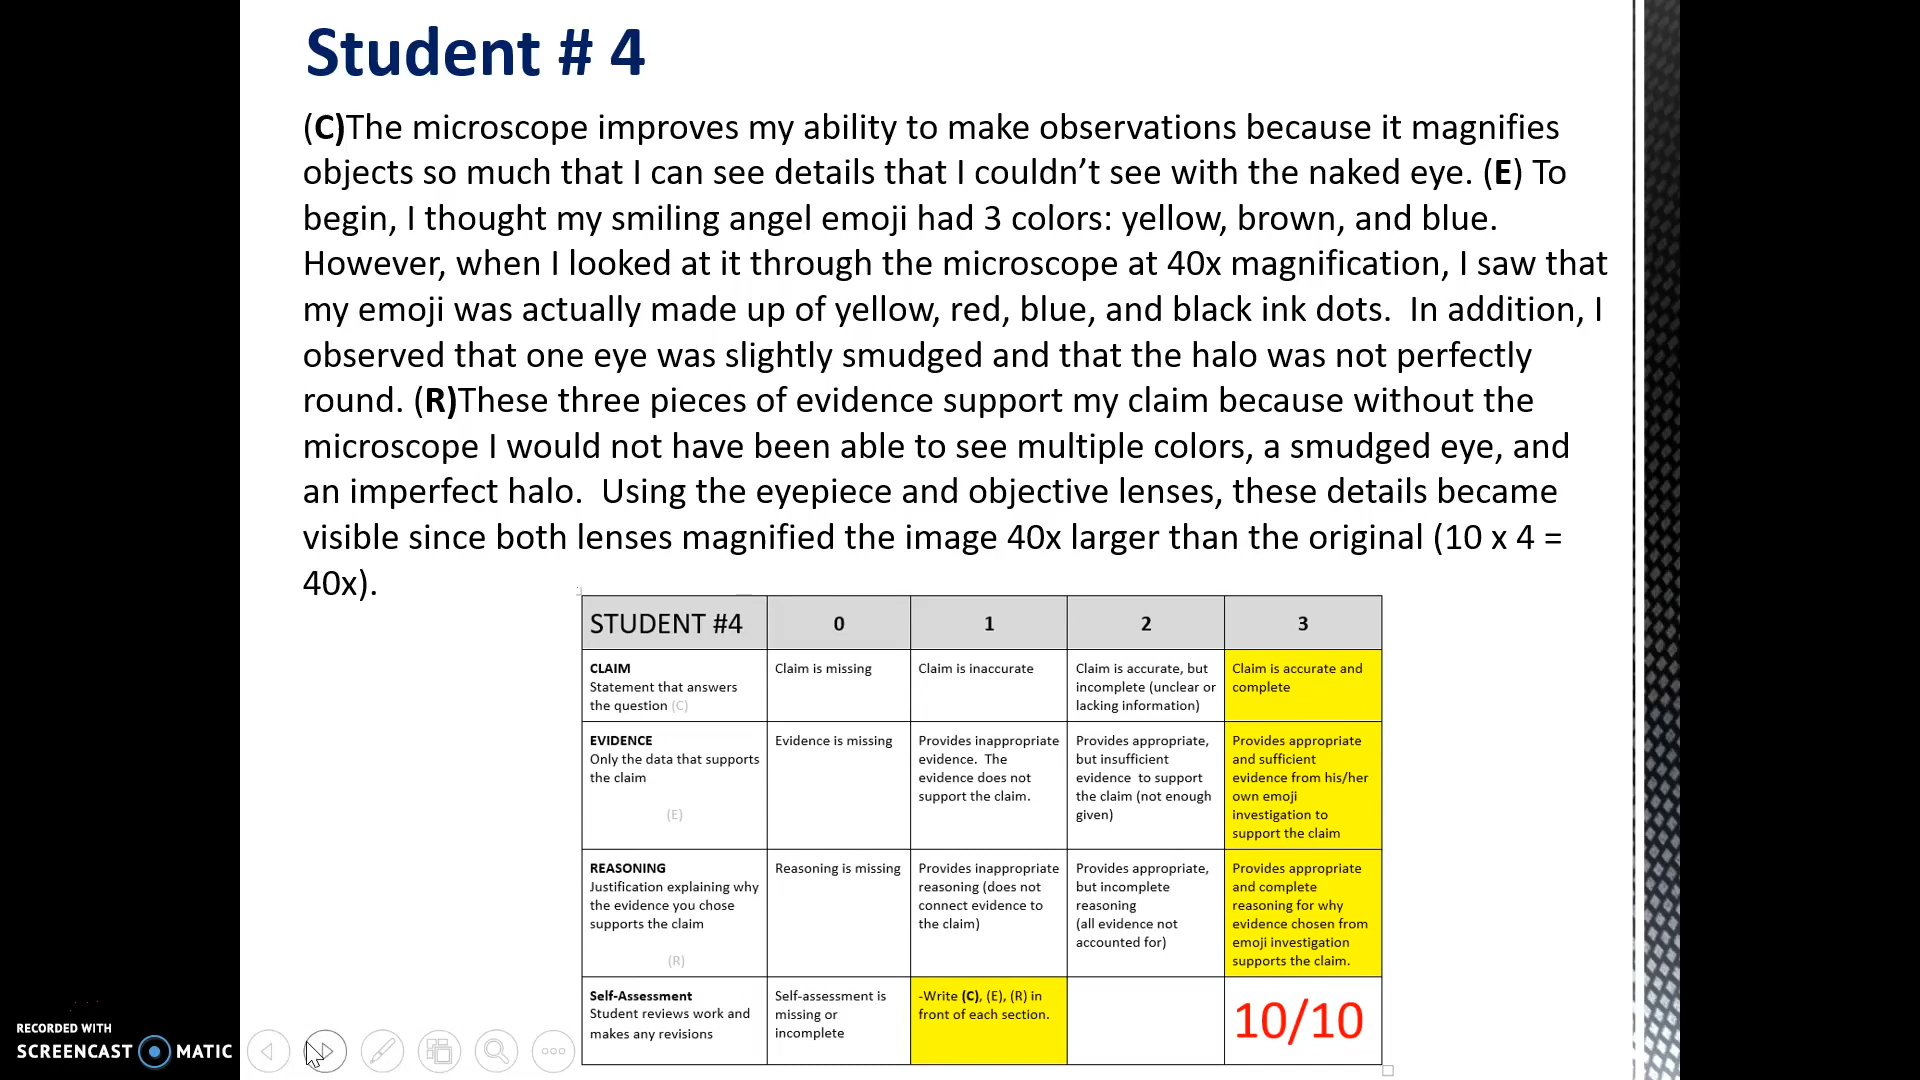 Student # 4
(C)The microscope improves my ability to make observations because it magnifies
objects so much that I can see details that I couldn’t see with the naked eye. (E) To
begin, I thought my smiling angel emoji had 3 colors: yellow, brown, and blue.
However, when I looked at it through the microscope at 40x magnification, I saw that
my emoji was actually made up of yellow, red, blue, and black ink dots.  In addition, I
observed that one eye was slightly smudged and that the halo was not perfectly
round. (R)These three pieces of evidence support my claim because without the
microscope I would not have been able to see multiple colors, a smudged eye, and
an imperfect halo.  Using the eyepiece and objective lenses, these details became
visible since both lenses magnified the image 40x larger than the original (10 x 4 =
40x).
STUDENT #4
0
1
2
3
CLAIM
Statement that answers
the question (C)
Claim is missing
Claim is inaccurate
Claim is accurate, but
incomplete (unclear or
lacking information)
Claim is accurate and
complete
EVIDENCE
Only the data that supports
the claim
(E)
Evidence is missing
Provides inappropriate
evidence.  The
evidence does not
support the claim.
Provides appropriate,
but insufficient
evidence  to support
the claim (not enough
given)
Provides appropriate
and sufficient
evidence from his/her
own emoji
investigation to
support the claim
REASONING
Justification explaining why
the evidence you chose
supports the claim
(R)
Reasoning is missing
Provides inappropriate
reasoning (does not
connect evidence to
the claim)
Provides appropriate,
but incomplete
reasoning
(all evidence not
accounted for)
Provides appropriate
and complete
reasoning for why
evidence chosen from
emoji investigation
supports the claim.
Self-Assessment
Student reviews work and
makes any revisions
Self-assessment is
missing or
incomplete
-Write (C), (E), (R) in
front of each section.
10/10
RECORDED WITH
SCREENCAST MATIC